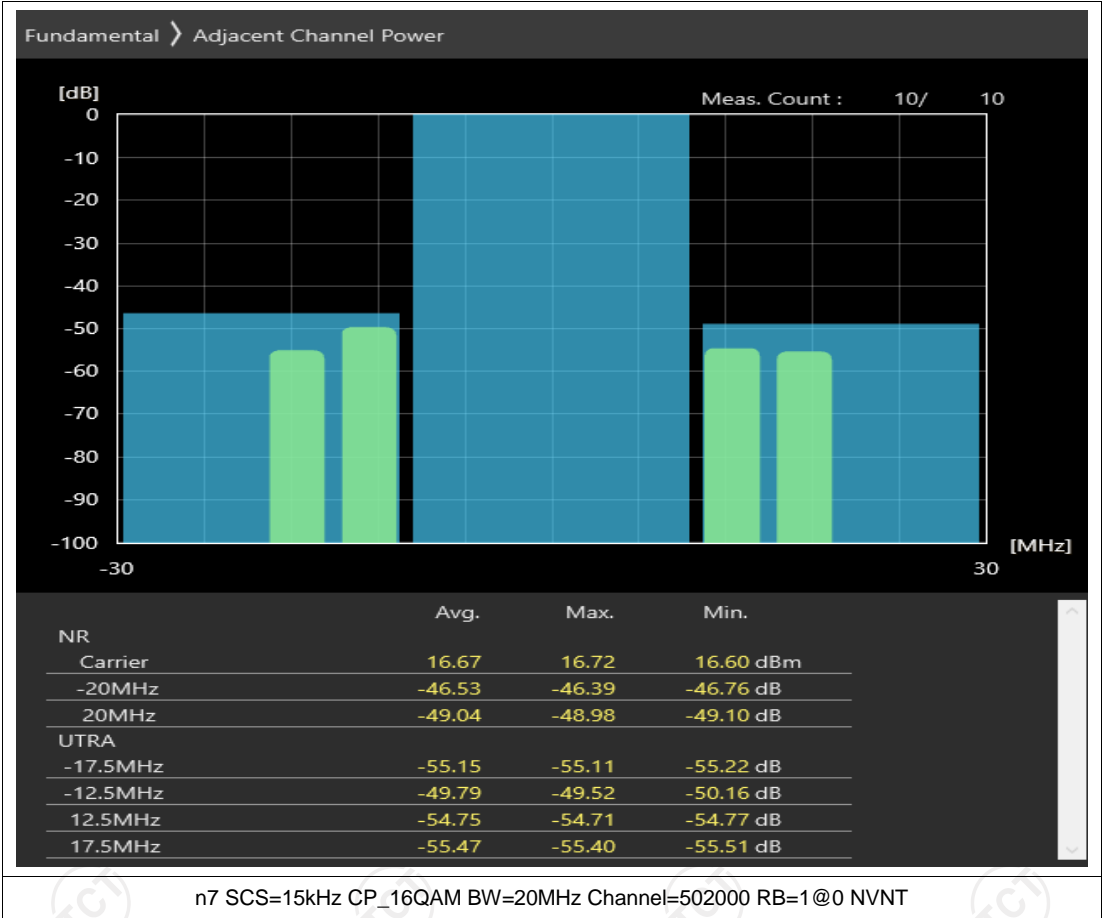 Fundamental ❯ Adjacent Channel Power
[dB]
Meas. Count : 10/ 10
0
-10
-20
-30
-40
-50
-60
-70
-80
-90
-100
[MHz]
-30 30
Avg. Max. Min.
NR
Carrier 16.67 16.72 16.60 dBm
-20MHz -46.53 -46.39 -46.76 dB
20MHz -49.04 -48.98 -49.10 dB
UTRA
-17.5MHz -55.15 -55.11 -55.22 dB
-12.5MHz -49.79 -49.52 -50.16 dB
12.5MHz -54.75 -54.71 -54.77 dB
17.5MHz -55.47 -55.40 -55.51 dB
n7 SCS=15kHz CP_16QAM BW=20MHz Channel=502000 RB=1@0 NVNT
TCT TCT TCT TCT